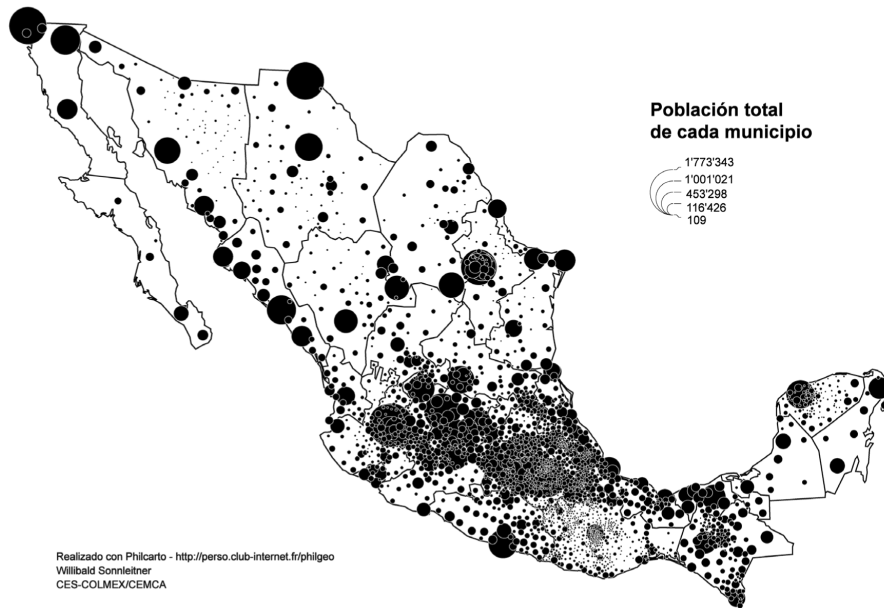 Población total
de cada municipio
1'773'343
1'001'021
453'298
116'426
109
Realizado con Philcarto - http://perso.club-internet.fr/philgeo
Willibald Sonnleitner
CES-COLMEX/CEMCA